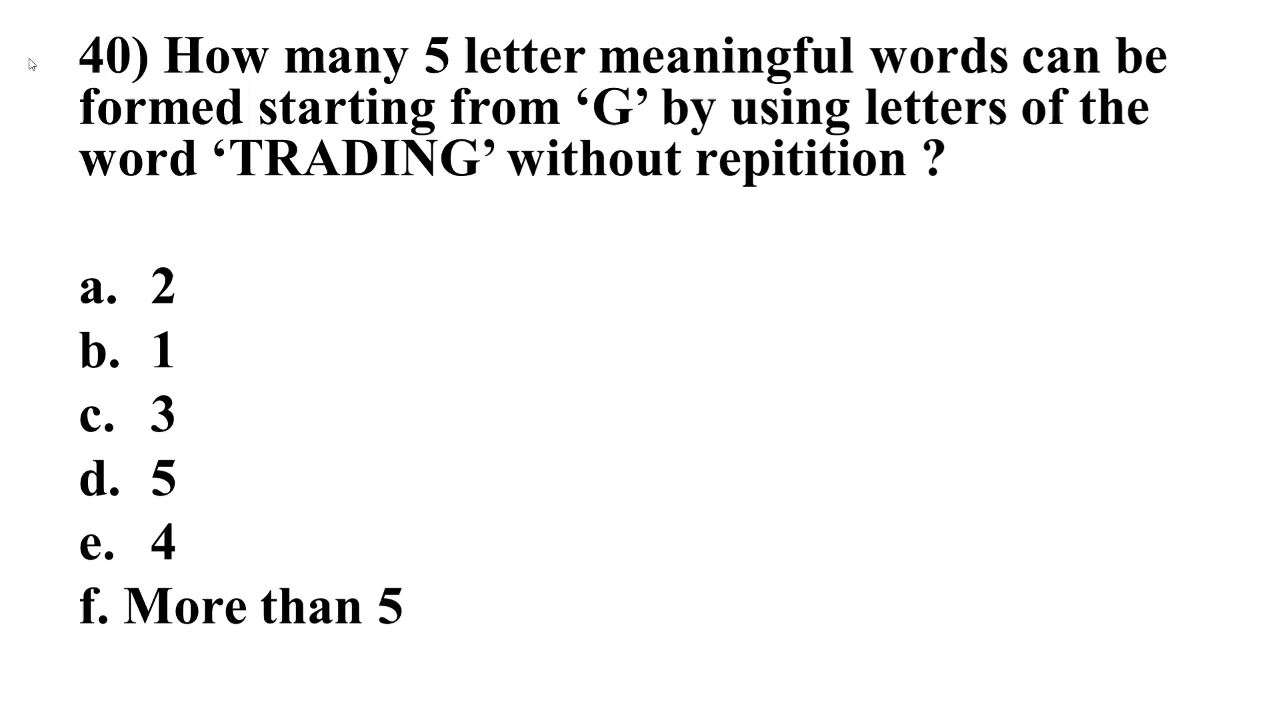 40) How many 5 letter meaningful words can be
formed starting from ‘G’ by using letters of the
word ‘TRADING’ without repitition ?
a. 2
b. 1
c. 3
d. 5
e. 4
f. More than 5